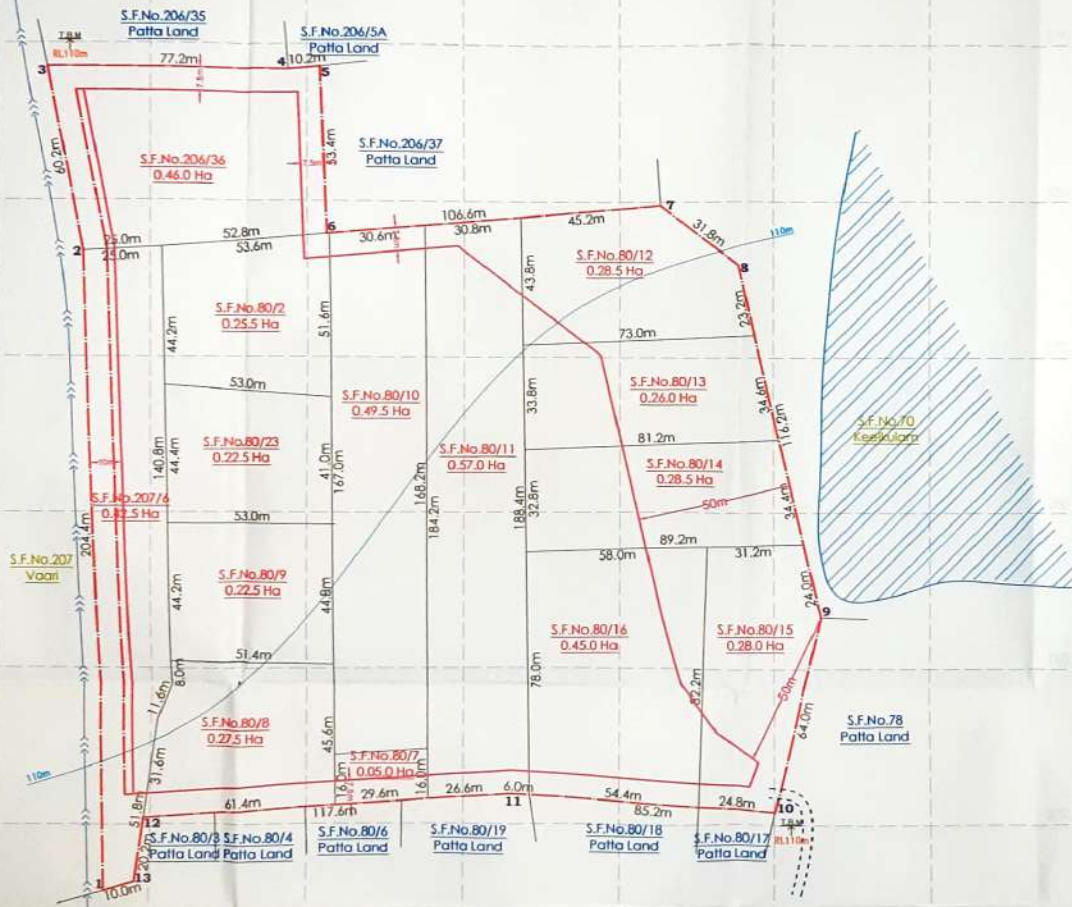 S.F.No.206/35
Patta Land
S.F.No.206/5A
Patta Land
T.B.M
RL110m
3
77.2m
4
10.2m
5
7.5m
60.2m
S.F.No.206/36
0.46.0 Ha
7.5m
53.4m
S.F.No.206/37
Patta Land
2
25.0m
25.0m
52.8m
53.6m
6
30.6m
106.6m
30.8m
45.2m
7
31.8m
110m
8
S.F.No.80/12
0.28.5 Ha
43.8m
23.2m
S.F.No.80/2
0.25.5 Ha
44.2m
51.6m
73.0m
53.0m
S.F.No.80/10
0.49.5 Ha
33.8m
S.F.No.80/13
0.26.0 Ha
34.6m
116.2m
S.F.No.70
Keelkulam
S.F.No.80/23
0.22.5 Ha
140.8m
44.4m
41.0m
167.0m
S.F.No.80/11
0.57.0 Ha
81.2m
S.F.No.80/14
0.28.5 Ha
50m
34.4m
168.2m
184.2m
188.4m
32.8m
10m
S.F.No.207/6
0.42.5 Ha
204.4m
53.0m
S.F.No.207
Vaari
89.2m
58.0m
31.2m
S.F.No.80/9
0.22.5 Ha
44.2m
44.8m
24.0m
9
S.F.No.80/16
0.45.0 Ha
S.F.No.80/15
0.28.0 Ha
51.4m
8.0m
78.0m
82.2m
50m
64.0m
S.F.No.78
Patta Land
11.6m
S.F.No.80/8
0.27.5 Ha
45.6m
31.6m
S.F.No.80/7
0.05.0 Ha
110m
16.0m
16.0m
51.8m
61.4m
117.6m
29.6m
26.6m
6.0m
11
54.4m
85.2m
24.8m
10
12
T.B.M
RL110m
S.F.No.80/3
Patta Land
S.F.No.80/4
Patta Land
S.F.No.80/6
Patta Land
S.F.No.80/19
Patta Land
S.F.No.80/18
Patta Land
S.F.No.80/17
Patta Land
20.2m
1
10.0m
13